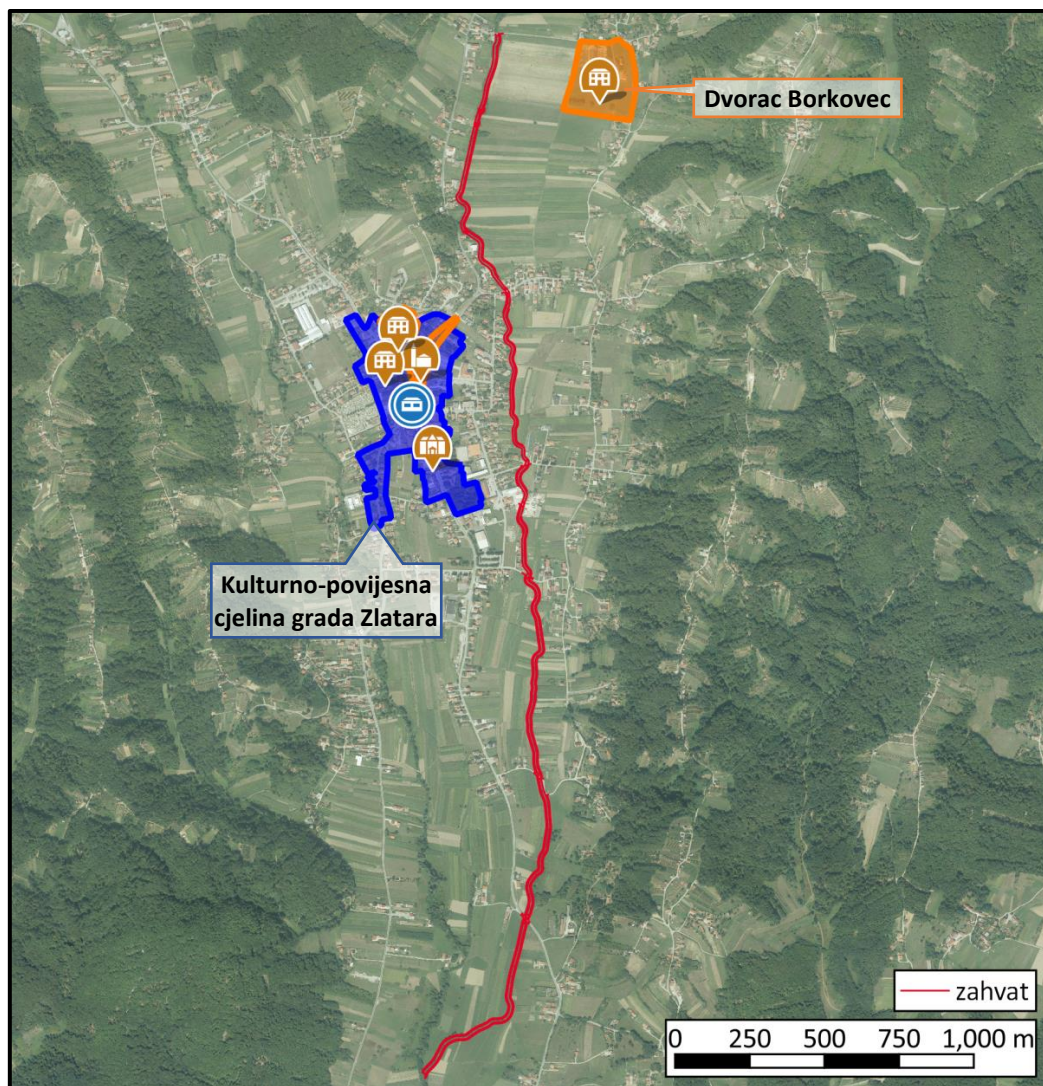 Dvorac Borkovec
Kulturno-povijesna
cjelina grada Zlatara
zahvat
0 250 500 750 1,000 m